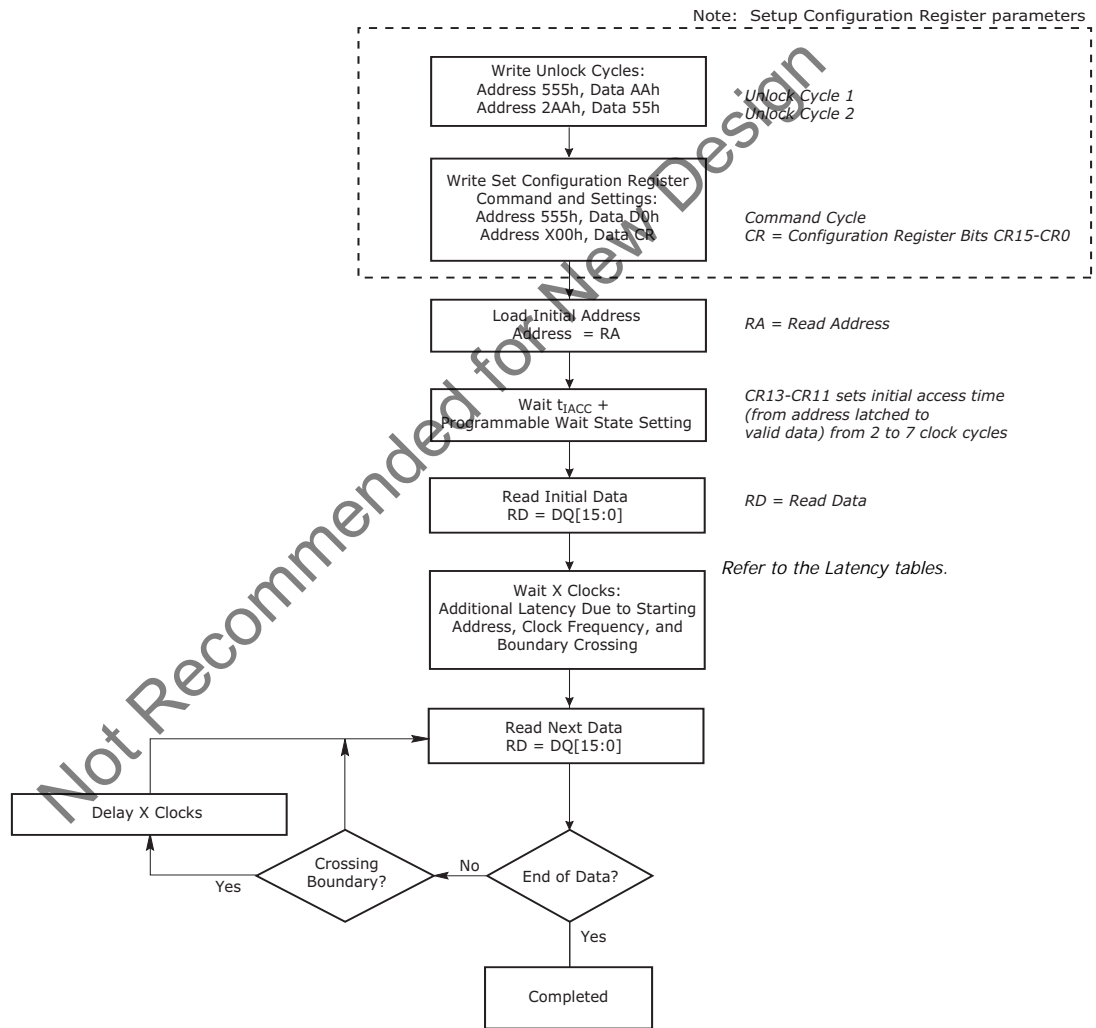 Note: Setup Configuration Register parameters
Write Unlock Cycles:
Address 555h, Data AAh
Address 2AAh, Data 55h
Unlock Cycle 1
Unlock Cycle 2
Write Set Configuration Register
Command and Settings:
Address 555h, Data D0h
Address X00h, Data CR
Command Cycle
CR = Configuration Register Bits CR15-CR0
Load Initial Address
Address = RA
RA = Read Address
Wait tIACC +
Programmable Wait State Setting
CR13-CR11 sets initial access time
(from address latched to
valid data) from 2 to 7 clock cycles
Read Initial Data
RD = DQ[15:0]
RD = Read Data
Refer to the Latency tables.
Wait X Clocks:
Additional Latency Due to Starting
Address, Clock Frequency, and
Boundary Crossing
Read Next Data
RD = DQ[15:0]
Delay X Clocks
Crossing
Boundary?
Yes
No
End of Data?
Yes
Completed
Not Recommended for New Design